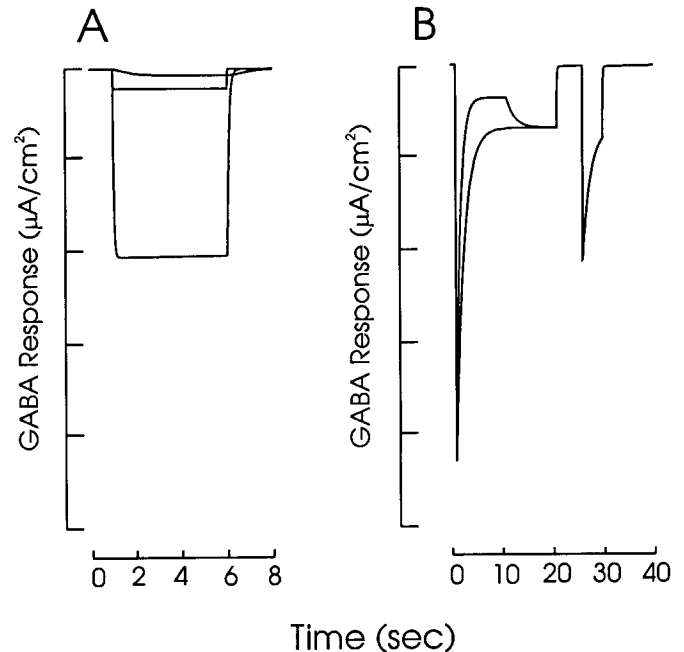 A
B
GABA Response (μA/cm²)
GABA Response (μA/cm²)
0 2 4 6 8
0 10 20 30 40
Time (sec)